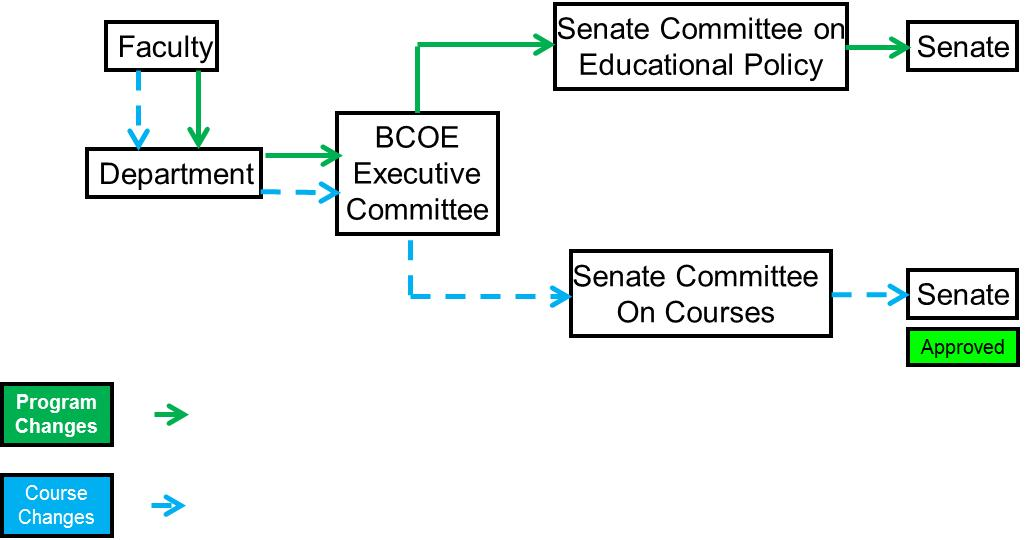 Faculty
Senate Committee on
Educational Policy
Senate
Department
BCOE
Executive
Committee
Senate Committee
On Courses
Senate
Approved
Program
Changes
Course
Changes